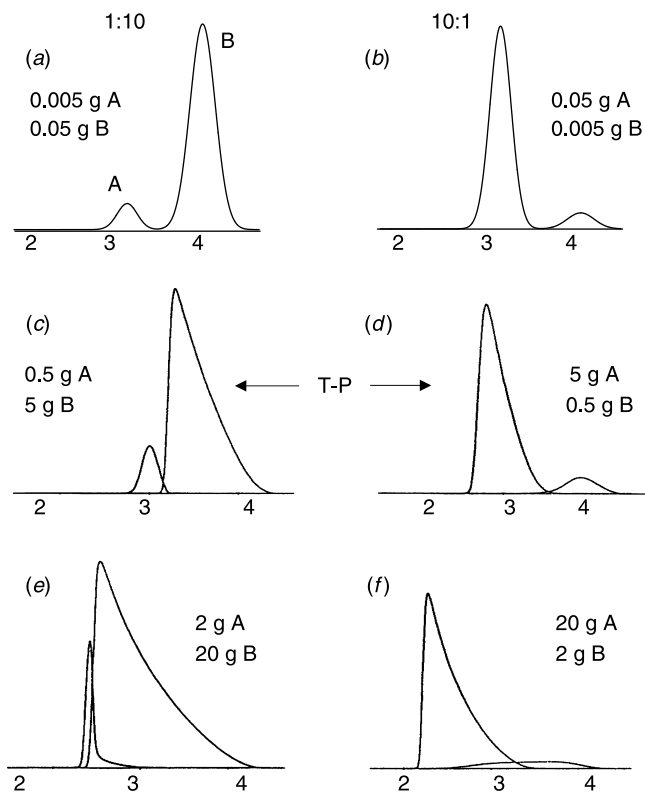 1:10
(a)
B
0.005 g A
0.05 g B
A
2 3 4
10:1
(b)
0.05 g A
0.005 g B
2 3 4
(c)
0.5 g A
5 g B
2 3 4
T-P
(d)
5 g A
0.5 g B
2 3 4
(e)
2 g A
20 g B
2 3 4
(f)
20 g A
2 g B
2 3 4